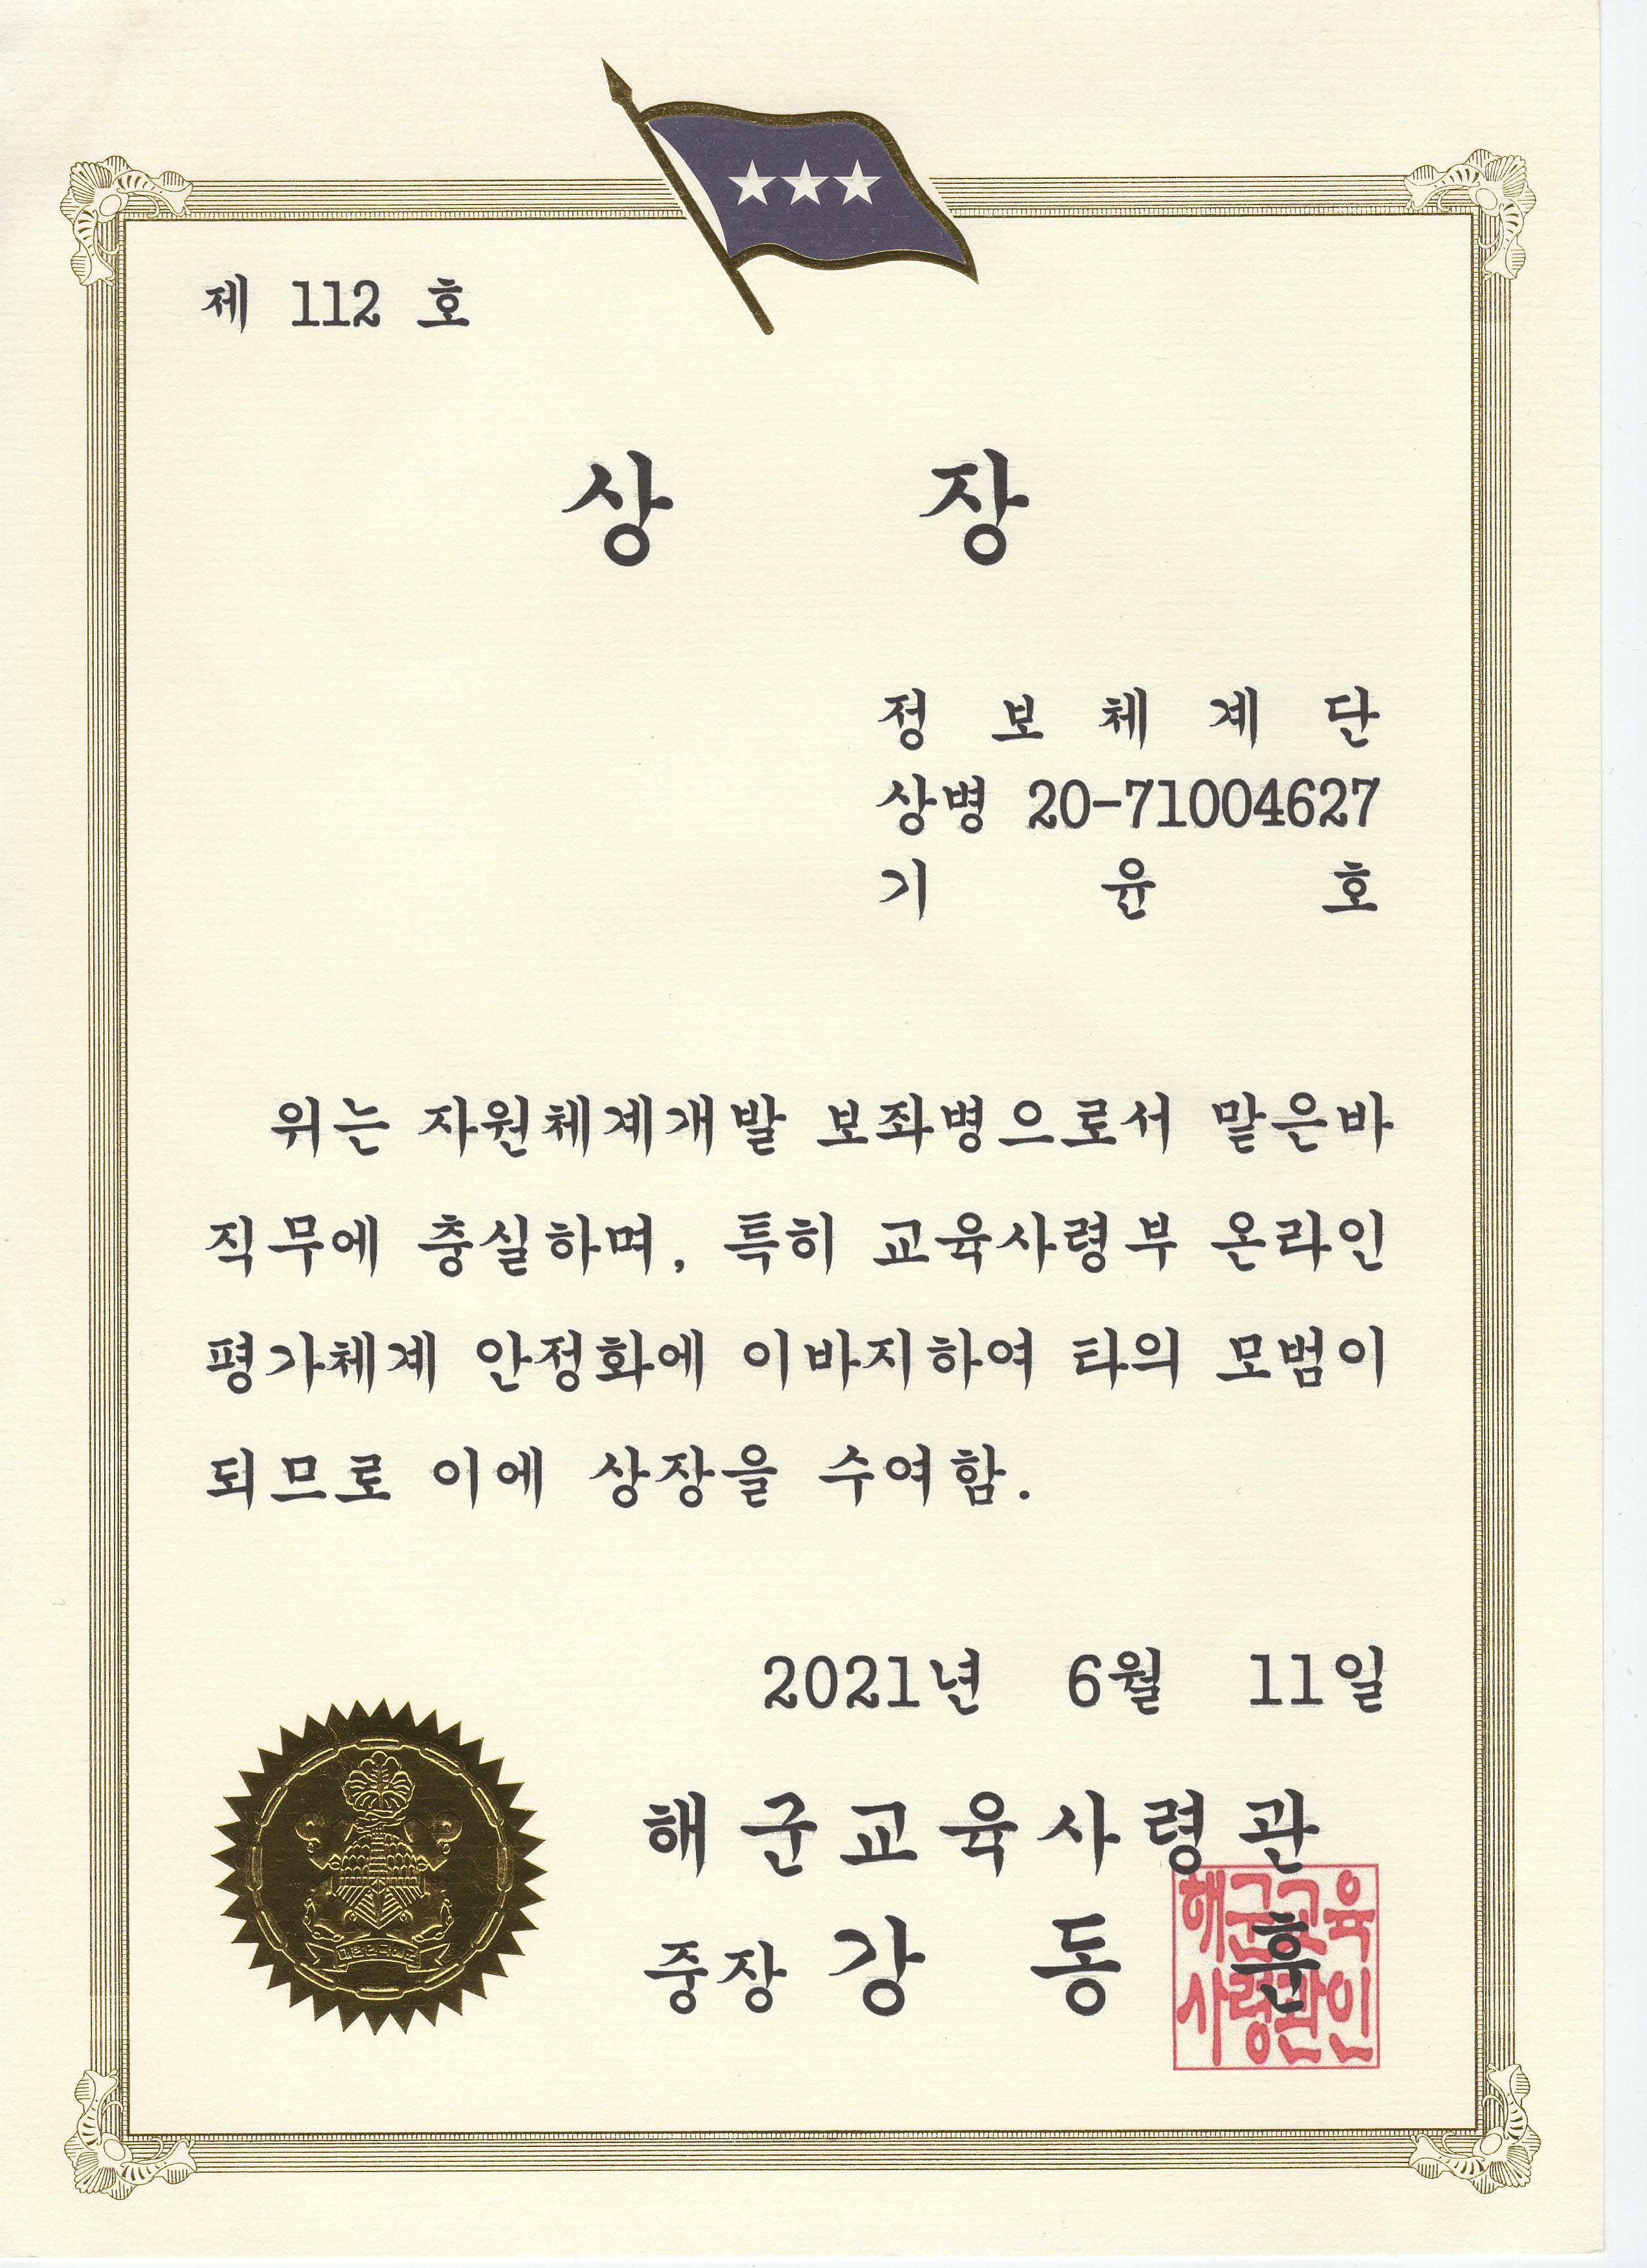 제 112 호
상 장
정 보 체 계 단
상병 20-71004627
기 윤 호
위는 자원체계개발 보좌병으로서 맡은바
직무에 충실하며, 특히 교육사령부 온라인
평가체계 안정화에 이바지하여 타의 모범이
되므로 이에 상장을 수여함.
2021년 6월 11일
해군교육사령관
중장 강 동 훈
해군교육
사령관인